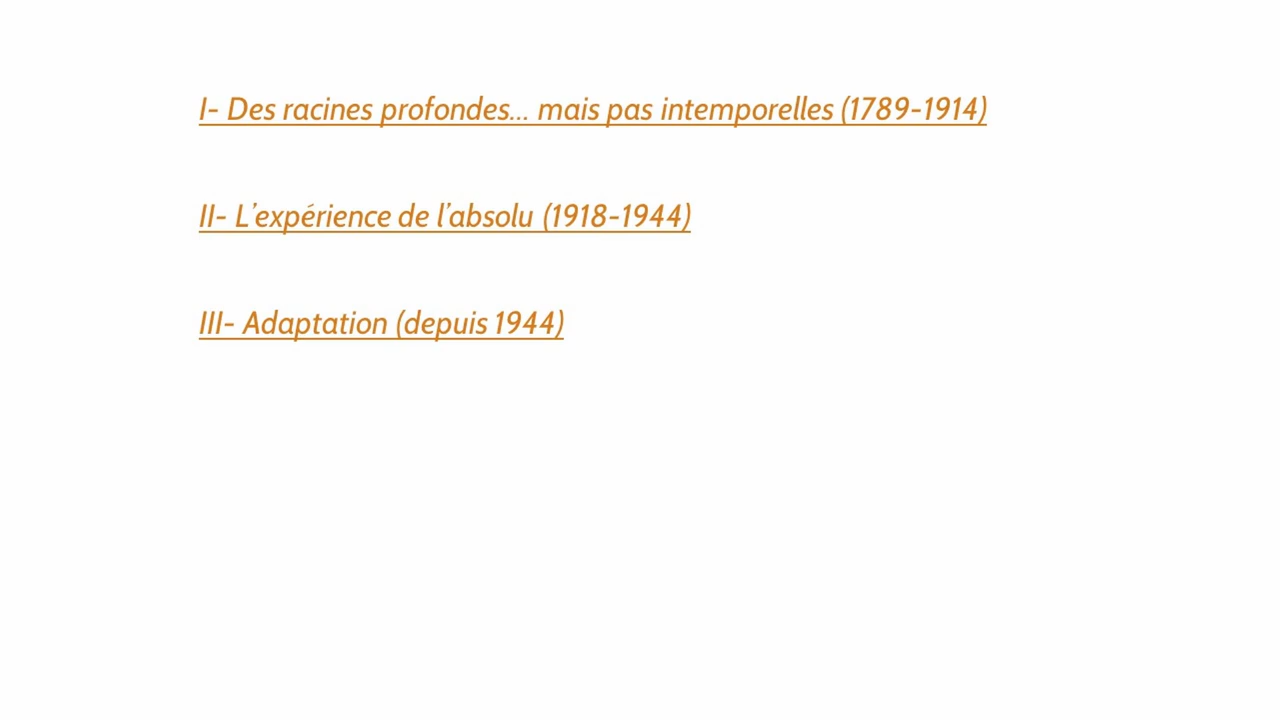 I- Des racines profondes... mais pas intemporelles (1789-1914)
II- L’expérience de l’absolu (1918-1944)
III- Adaptation (depuis 1944)